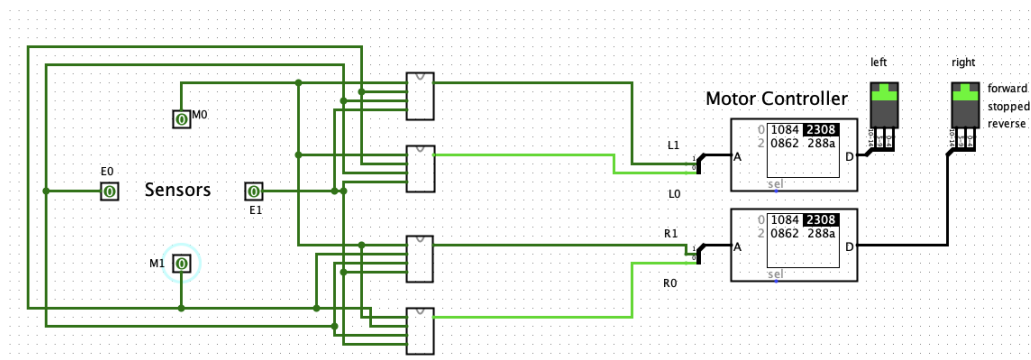 left right
forward
M0
Motor Controller
stopped
reverse
0 1084 2308
L1
2 0862 288a
A D
E0
Sensors
sel
L0
E1
0 1084 2308
R1
2 0862 288a
A D
M1
sel
R0